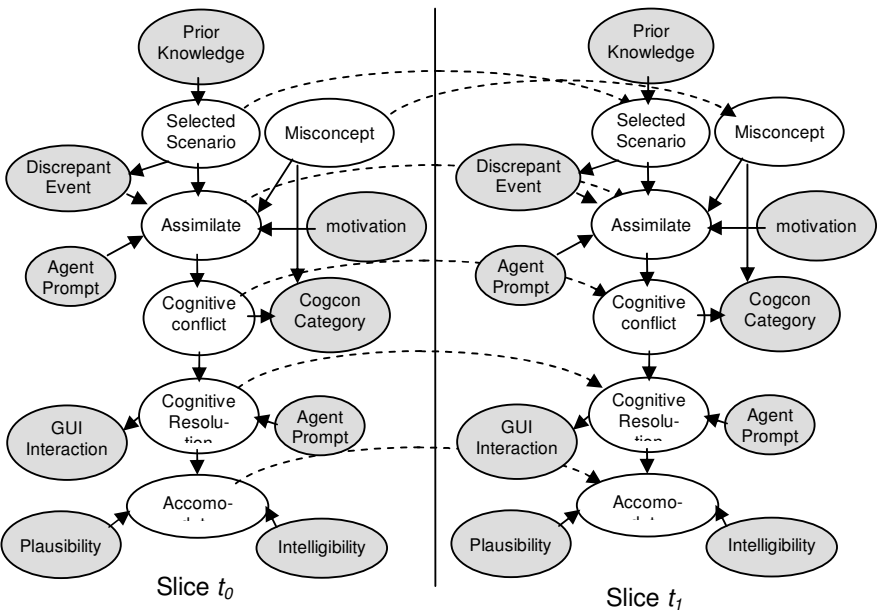 Prior
Knowledge
Selected
Scenario
Misconcept
Discrepant
Event
Assimilate
motivation
Agent
Prompt
Cognitive
conflict
Cogcon
Category
Cognitive
Resolu-
tion
GUI
Interaction
Agent
Prompt
Accomo-
Plausibility
Intelligibility
Slice t0
Prior
Knowledge
Selected
Scenario
Misconcept
Discrepant
Event
Assimilate
motivation
Agent
Prompt
Cognitive
conflict
Cogcon
Category
Cognitive
Resolu-
tion
GUI
Interaction
Agent
Prompt
Accomo-
Plausibility
Intelligibility
Slice t1